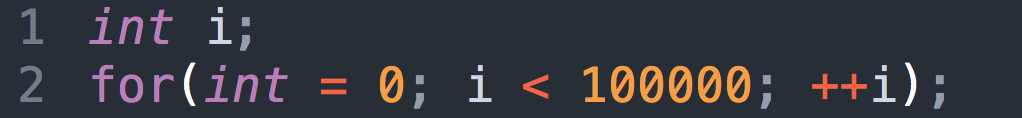 1 int i;
2 for(int = 0; i < 100000; ++i);